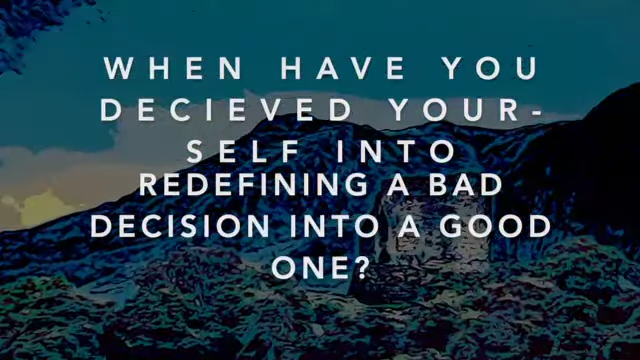 WHEN HAVE YOU
DECIEVED YOUR-
SELF INTO
REDEFINING A BAD
DECISION INTO A GOOD
ONE?